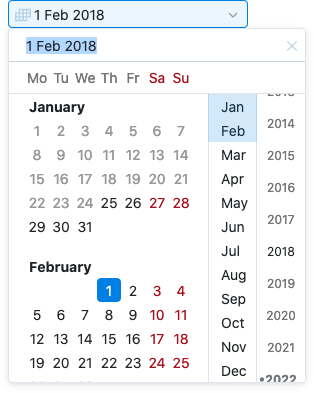 1 Feb 2018
1 Feb 2018
Mo Tu We Th Fr Sa Su
January
1 2 3 4 5 6 7
8 9 10 11 12 13 14
15 16 17 18 19 20 21
22 23 24 25 26 27 28
29 30 31
February
1 2 3 4
5 6 7 8 9 10 11
12 13 14 15 16 17 18
19 20 21 22 23 24 25
Jan
Feb
Mar
Apr
May
Jun
Jul
Aug
Sep
Oct
Nov
Dec
2014
2015
2016
2017
2018
2019
2020
2021
•2022